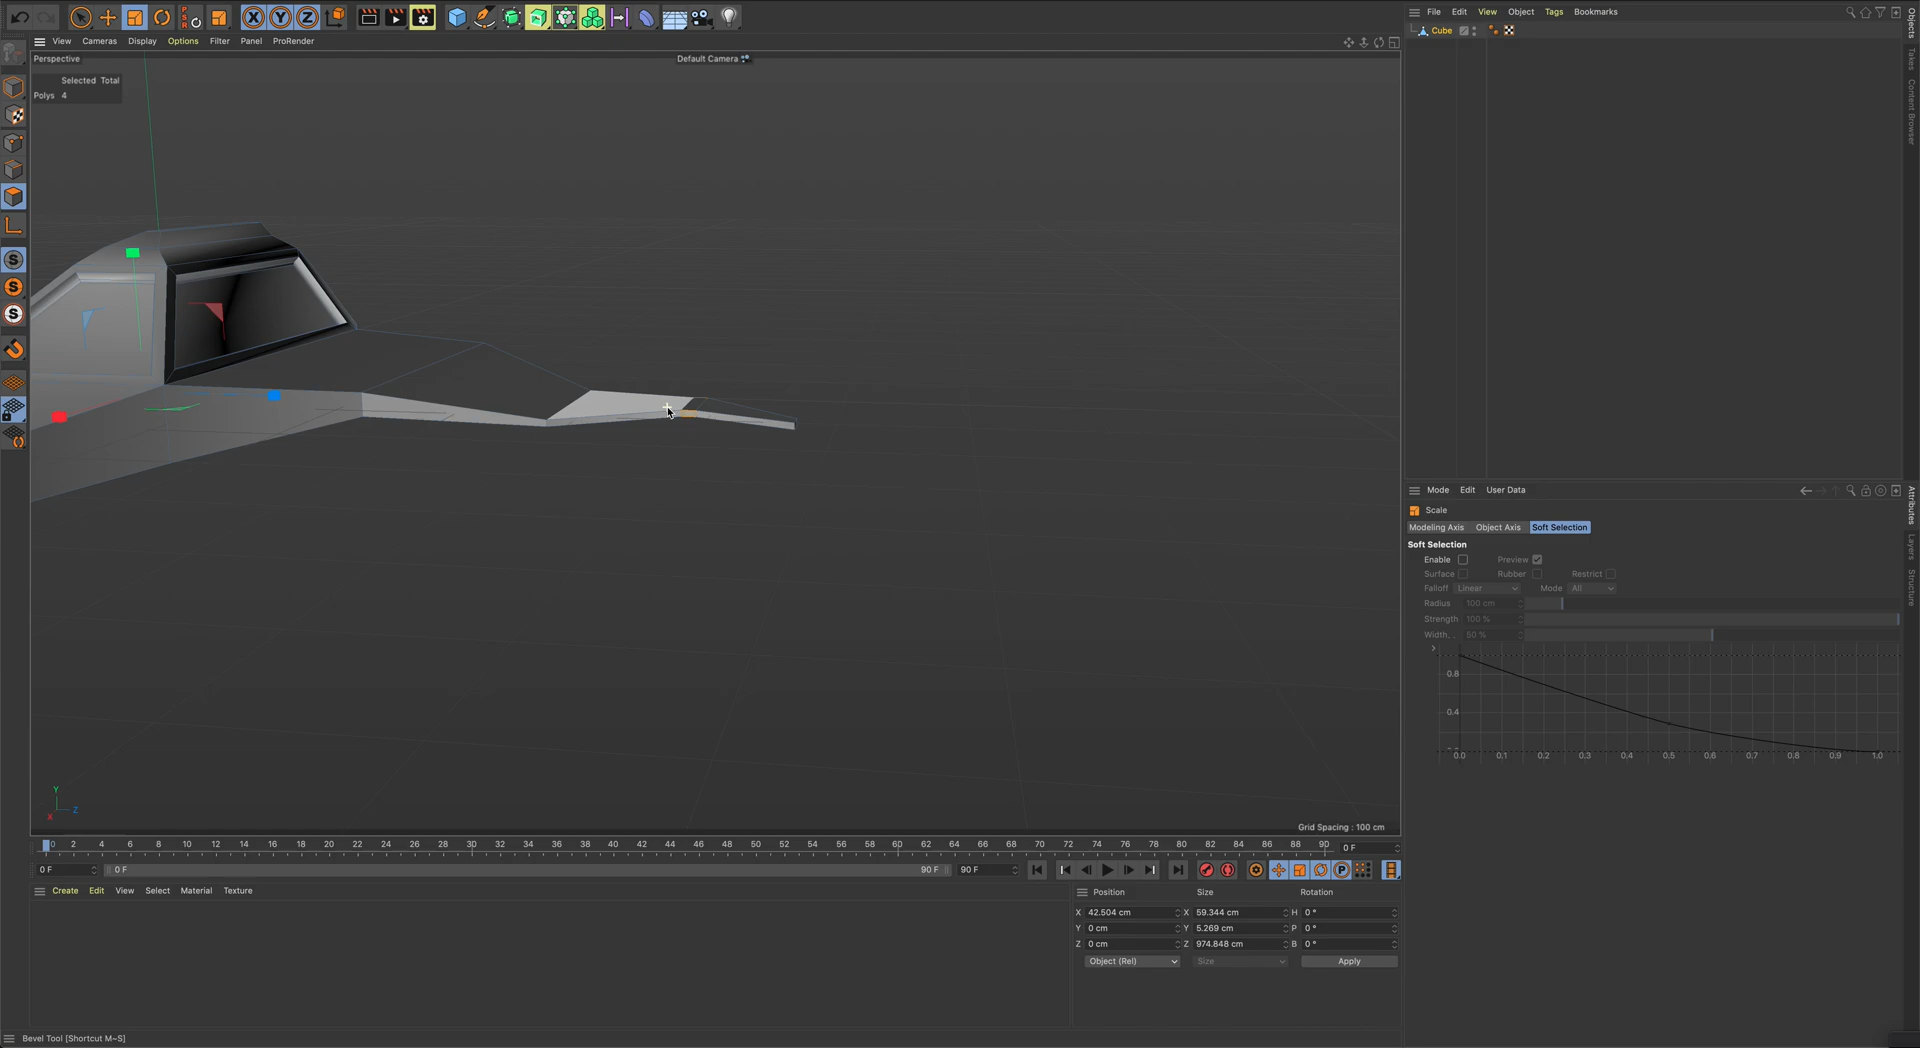 File Edit View Object Tags Bookmarks
Cube
View Cameras Display Options Filter Panel ProRender
Perspective
Default Camera
Selected Total
Polys 4
Y
Z
X
Grid Spacing : 100 cm
Objects
Takes
Content Browser
Mode Edit User Data
Scale
Modeling Axis Object Axis Soft Selection
Soft Selection
Enable Preview
Surface Rubber Restrict
Falloff Linear Mode All
Radius 100 cm
Strength 100 %
Width. . 50 %
0.8
0.4
0.0 0.1 0.2 0.3 0.4 0.5 0.6 0.7 0.8 0.9 1.0
Attributes
Layers
Structure
0 2 4 6 8 10 12 14 16 18 20 22 24 26 28 30 32 34 36 38 40 42 44 46 48 50 52 54 56 58 60 62 64 66 68 70 72 74 76 78 80 82 84 86 88 90 0 F
0 F 0 F 90 F 90 F
Create Edit View Select Material Texture
Position Size Rotation
X 42.504 cm X 59.344 cm H 0 °
Y 0 cm Y 5.269 cm P 0 °
Z 0 cm Z 974.848 cm B 0 °
Object (Rel) Size Apply
Bevel Tool [Shortcut M~S]